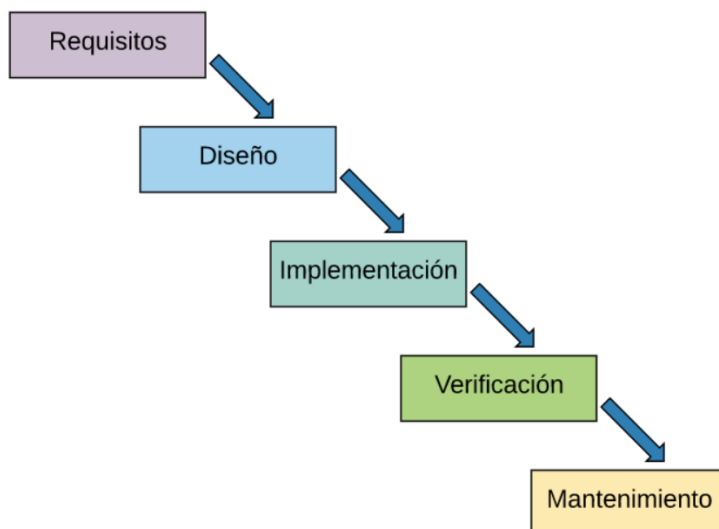 Requisitos
Diseño
Implementación
Verificación
Mantenimiento